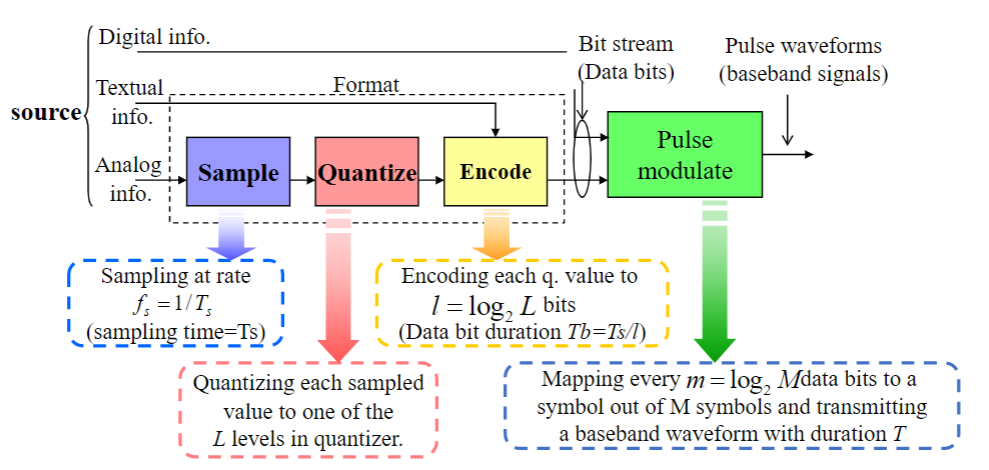 Digital info.
Bit stream
(Data bits)
Pulse waveforms
(baseband signals)
source
Textual
info.
Format
Analog
info.
Sample
Quantize
Encode
Pulse
modulate
Sampling at rate
f_s = 1/T_s
(sampling time=Ts)
Encoding each q. value to
l = log₂ L bits
(Data bit duration Tb=Ts/l)
Quantizing each sampled
value to one of the
L levels in quantizer.
Mapping every m = log₂ M data bits to a
symbol out of M symbols and transmitting
a baseband waveform with duration T